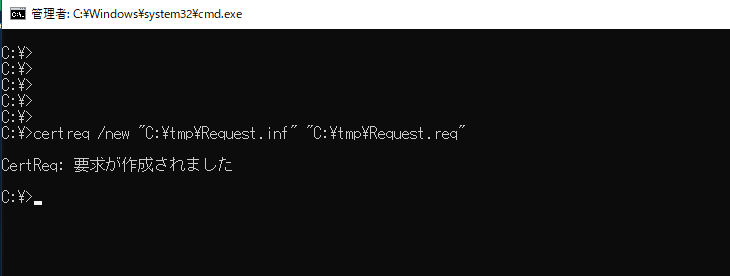 管理者: C:¥Windows¥system32¥cmd.exe
C:¥>
C:¥>
C:¥>
C:¥>
C:¥>
C:¥>certreq /new "C:¥tmp¥Request.inf" "C:¥tmp¥Request.req"
CertReq: 要求が作成されました
C:¥>